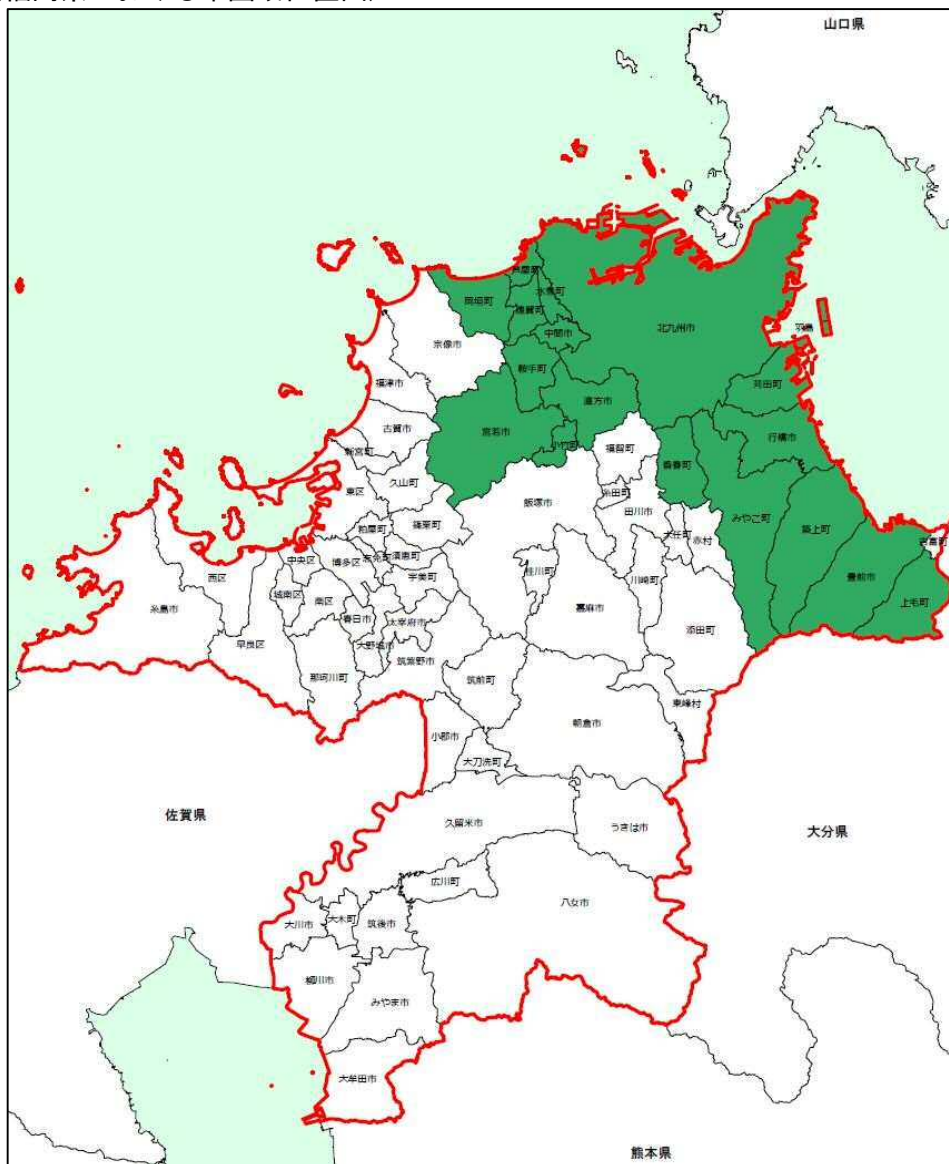 山口県
芦屋町
水巻町
岡垣町
遠賀町
北九州市
羽島
中間市
宗像市
鞍手町
苅田町
福津市
直方市
宮若市
古賀市
小竹町
行橋市
新宮町
福智町
香春町
久山町
東区
糸田町
飯塚市
田川市
みやこ町
篠栗町
粕屋町
大任町
赤村
築上町
吉富町
中央区
博多区
志免町
須恵町
西区
宇美町
桂川町
川崎町
豊前市
城南区
南区
糸島市
上毛町
春日市
太宰府市
嘉麻市
添田町
早良区
大野城市
筑紫野市
那珂川町
筑前町
東峰村
小郡市
朝倉市
大刀洗町
佐賀県
久留米市
うきは市
大分県
広川町
八女市
大川市
大木町
筑後市
柳川市
みやま市
大牟田市
熊本県